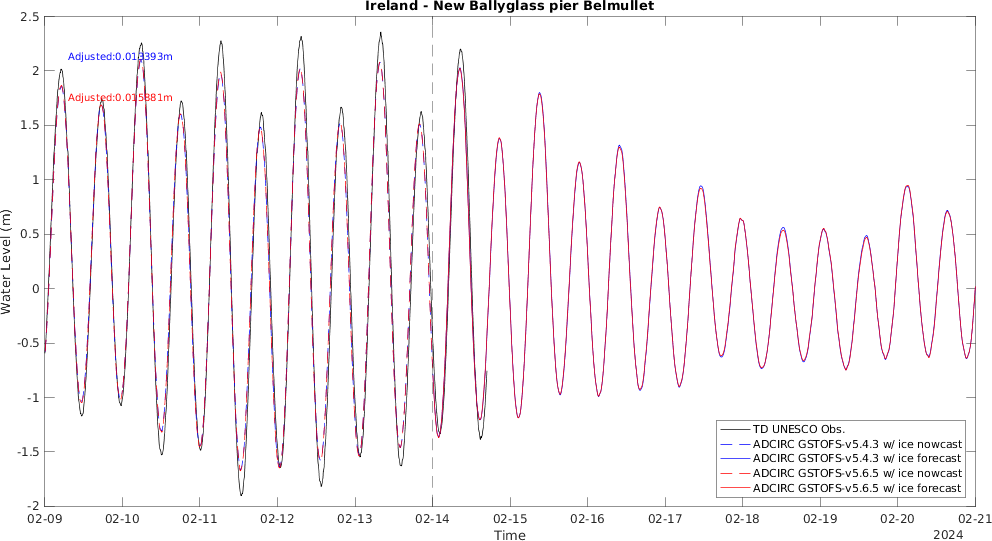 Ireland - New Ballyglass pier Belmullet
2.5
2
1.5
1
0.5
0
-0.5
-1
-1.5
-2
Water Level (m)
Adjusted:0.013393m
Adjusted:0.015881m
TD UNESCO Obs.
ADCIRC GSTOFS-v5.4.3 w/ ice nowcast
ADCIRC GSTOFS-v5.4.3 w/ ice forecast
ADCIRC GSTOFS-v5.6.5 w/ ice nowcast
ADCIRC GSTOFS-v5.6.5 w/ ice forecast
02-09 02-10 02-11 02-12 02-13 02-14 02-15 02-16 02-17 02-18 02-19 02-20 02-21
Time
2024